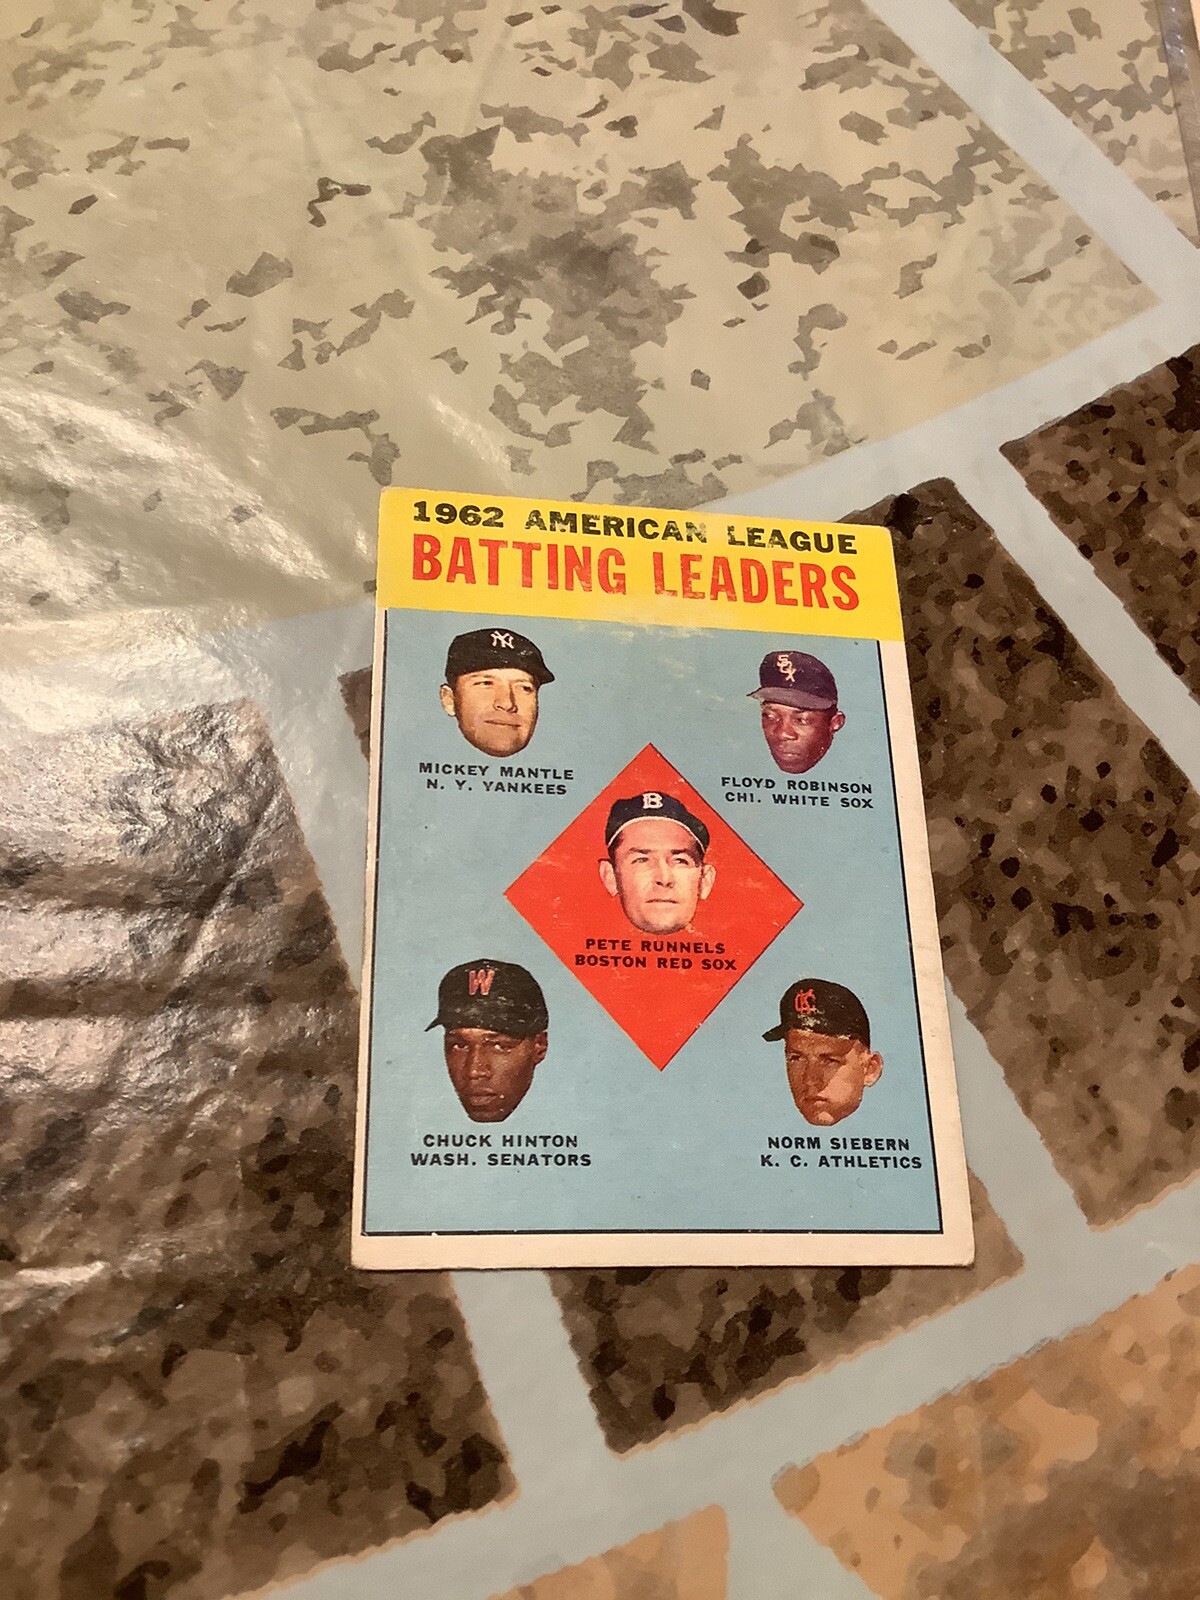 1962 AMERICAN LEAGUE
BATTING LEADERS
NY
SOX
MICKEY MANTLE
N. Y. YANKEES
FLOYD ROBINSON
CHI. WHITE SOX
B
PETE RUNNELS
BOSTON RED SOX
W
KC
CHUCK HINTON
WASH. SENATORS
NORM SIEBERN
K. C. ATHLETICS